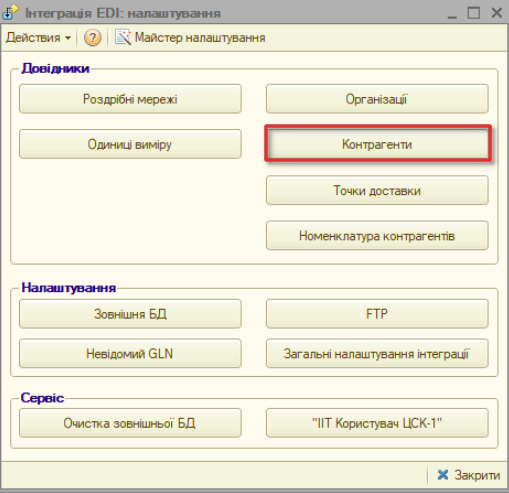 Інтеграція EDI: налаштування
Действия Майстер налаштування
Довідники
Роздрібні мережі Організації
Одиниці виміру Контрагенти
Точки доставки
Номенклатура контрагентів
Налаштування
Зовнішня БД FTP
Невідомий GLN Загальні налаштування інтеграції
Сервіс
Очистка зовнішньої БД "ІІТ Користувач ЦСК-1"
Закрити